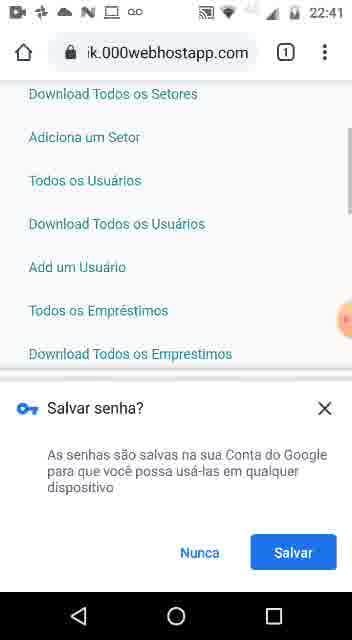 22:41
ik.000webhostapp.com
1
Download Todos os Setores
Adiciona um Setor
Todos os Usuários
Download Todos os Usuários
Add um Usuário
Todos os Empréstimos
Download Todos os Emprestimos
Salvar senha?
As senhas são salvas na sua Conta do Google
para que você possa usá-las em qualquer
dispositivo
Nunca
Salvar